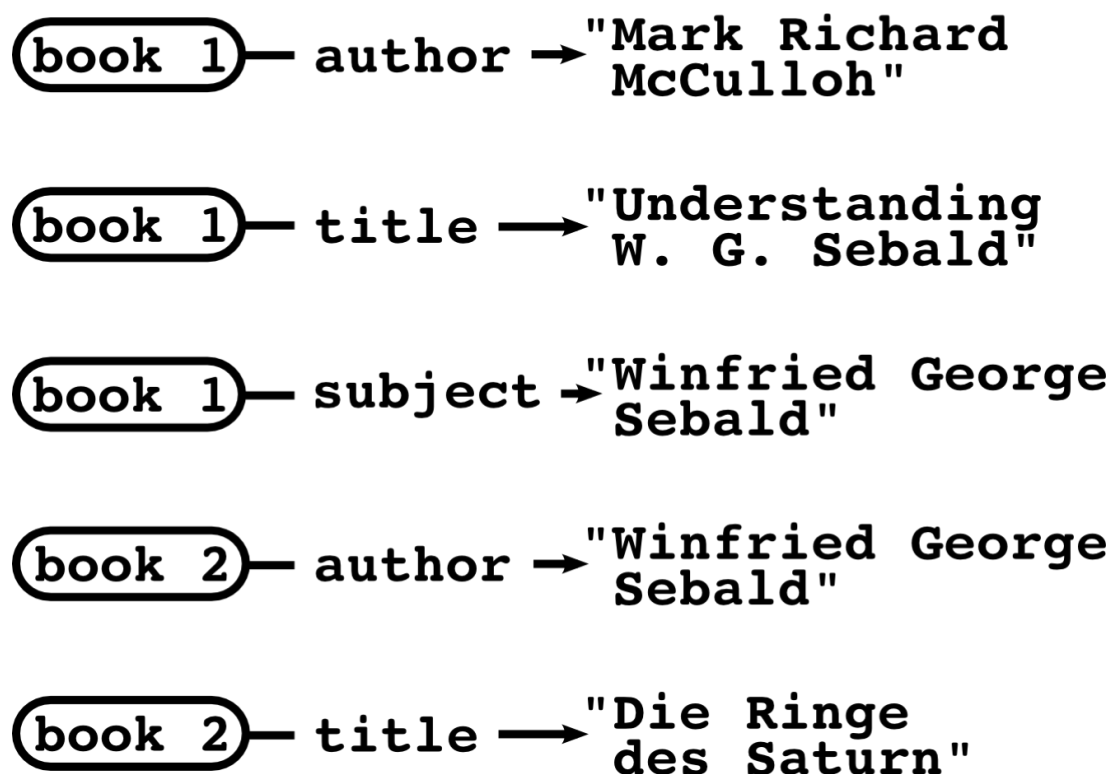 book 1 author "Mark Richard
McCulloh"
book 1 title "Understanding
W. G. Sebald"
book 1 subject "Winfried George
Sebald"
book 2 author "Winfried George
Sebald"
book 2 title "Die Ringe
des Saturn"